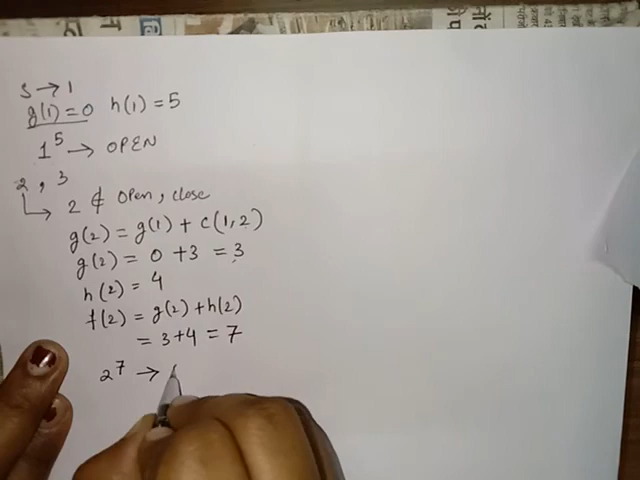 S → 1
g(1) = 0 h(1) = 5
1⁵ → OPEN
2, 3
2 ∉ OPen, close
g(2) = g(1) + c(1,2)
g(2) = 0 + 3 = 3
h(2) = 4
f(2) = g(2) + h(2)
= 3+4 = 7
2⁷ →